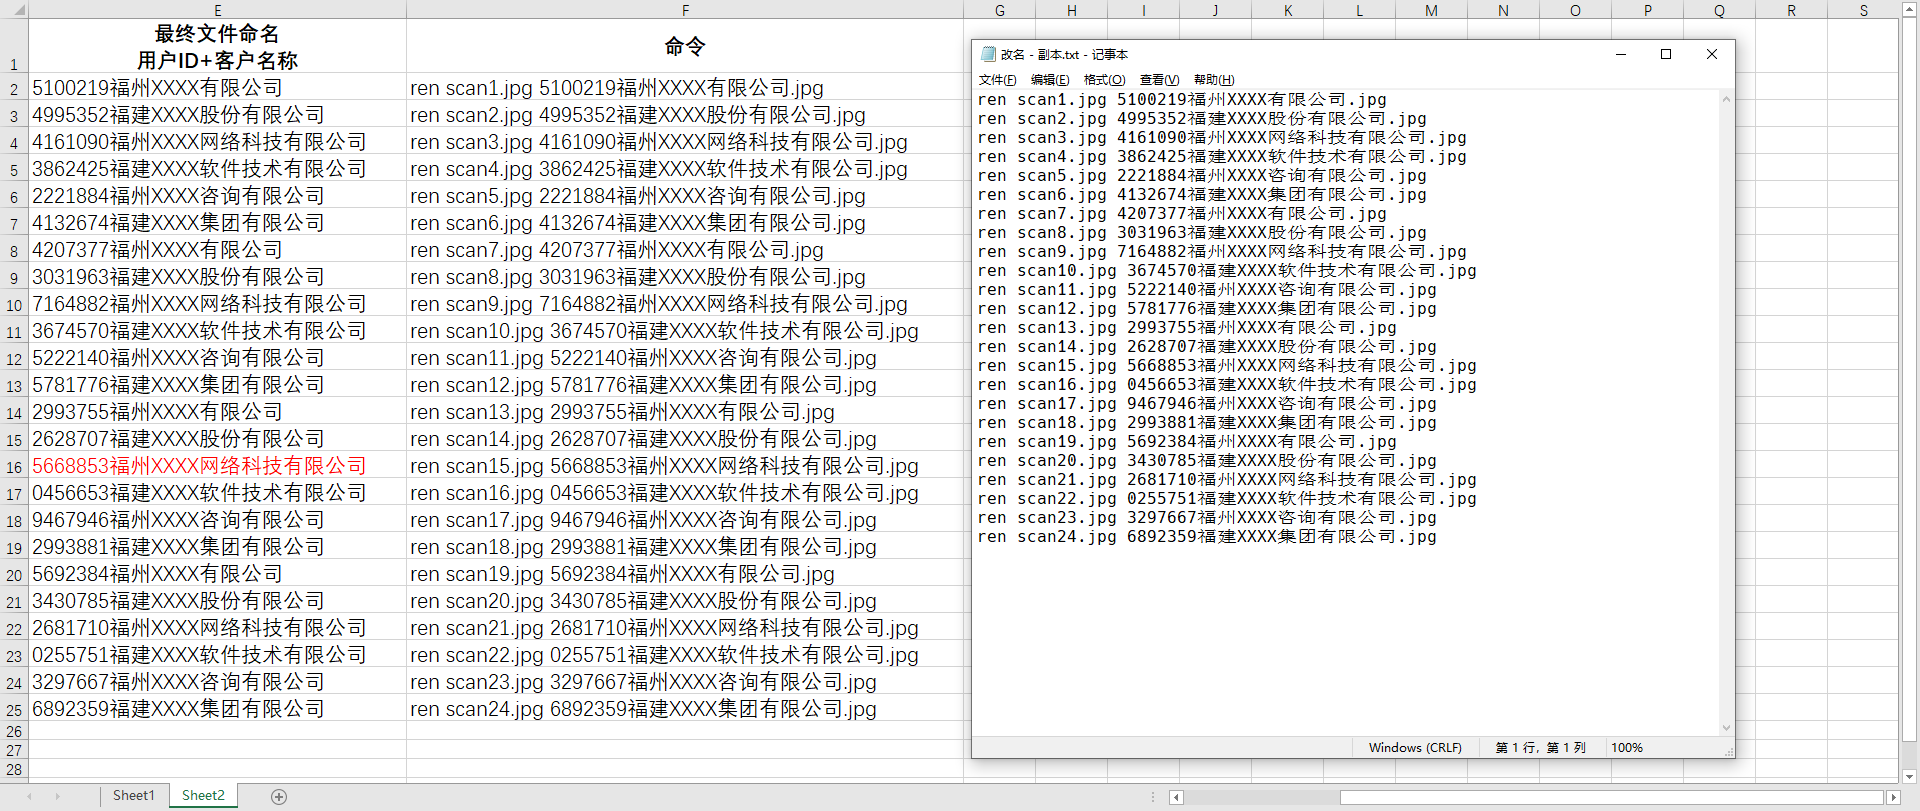 E F G H I J K L M N O P Q R S
1 最终文件命名
用户ID+客户名称 命令
2 5100219福州XXXX有限公司 ren scan1.jpg 5100219福州XXXX有限公司.jpg
3 4995352福建XXXX股份有限公司 ren scan2.jpg 4995352福建XXXX股份有限公司.jpg
4 4161090福州XXXX网络科技有限公司 ren scan3.jpg 4161090福州XXXX网络科技有限公司.jpg
5 3862425福建XXXX软件技术有限公司 ren scan4.jpg 3862425福建XXXX软件技术有限公司.jpg
6 2221884福州XXXX咨询有限公司 ren scan5.jpg 2221884福州XXXX咨询有限公司.jpg
7 4132674福建XXXX集团有限公司 ren scan6.jpg 4132674福建XXXX集团有限公司.jpg
8 4207377福州XXXX有限公司 ren scan7.jpg 4207377福州XXXX有限公司.jpg
9 3031963福建XXXX股份有限公司 ren scan8.jpg 3031963福建XXXX股份有限公司.jpg
10 7164882福州XXXX网络科技有限公司 ren scan9.jpg 7164882福州XXXX网络科技有限公司.jpg
11 3674570福建XXXX软件技术有限公司 ren scan10.jpg 3674570福建XXXX软件技术有限公司.jpg
12 5222140福州XXXX咨询有限公司 ren scan11.jpg 5222140福州XXXX咨询有限公司.jpg
13 5781776福建XXXX集团有限公司 ren scan12.jpg 5781776福建XXXX集团有限公司.jpg
14 2993755福州XXXX有限公司 ren scan13.jpg 2993755福州XXXX有限公司.jpg
15 2628707福建XXXX股份有限公司 ren scan14.jpg 2628707福建XXXX股份有限公司.jpg
16 5668853福州XXXX网络科技有限公司 ren scan15.jpg 5668853福州XXXX网络科技有限公司.jpg
17 0456653福建XXXX软件技术有限公司 ren scan16.jpg 0456653福建XXXX软件技术有限公司.jpg
18 9467946福州XXXX咨询有限公司 ren scan17.jpg 9467946福州XXXX咨询有限公司.jpg
19 2993881福建XXXX集团有限公司 ren scan18.jpg 2993881福建XXXX集团有限公司.jpg
20 5692384福州XXXX有限公司 ren scan19.jpg 5692384福州XXXX有限公司.jpg
21 3430785福建XXXX股份有限公司 ren scan20.jpg 3430785福建XXXX股份有限公司.jpg
22 2681710福州XXXX网络科技有限公司 ren scan21.jpg 2681710福州XXXX网络科技有限公司.jpg
23 0255751福建XXXX软件技术有限公司 ren scan22.jpg 0255751福建XXXX软件技术有限公司.jpg
24 3297667福州XXXX咨询有限公司 ren scan23.jpg 3297667福州XXXX咨询有限公司.jpg
25 6892359福建XXXX集团有限公司 ren scan24.jpg 6892359福建XXXX集团有限公司.jpg
26
27
28
Sheet1 Sheet2
改名 - 副本.txt - 记事本
文件(F) 编辑(E) 格式(O) 查看(V) 帮助(H)
ren scan1.jpg 5100219福州XXXX有限公司.jpg
ren scan2.jpg 4995352福建XXXX股份有限公司.jpg
ren scan3.jpg 4161090福州XXXX网络科技有限公司.jpg
ren scan4.jpg 3862425福建XXXX软件技术有限公司.jpg
ren scan5.jpg 2221884福州XXXX咨询有限公司.jpg
ren scan6.jpg 4132674福建XXXX集团有限公司.jpg
ren scan7.jpg 4207377福州XXXX有限公司.jpg
ren scan8.jpg 3031963福建XXXX股份有限公司.jpg
ren scan9.jpg 7164882福州XXXX网络科技有限公司.jpg
ren scan10.jpg 3674570福建XXXX软件技术有限公司.jpg
ren scan11.jpg 5222140福州XXXX咨询有限公司.jpg
ren scan12.jpg 5781776福建XXXX集团有限公司.jpg
ren scan13.jpg 2993755福州XXXX有限公司.jpg
ren scan14.jpg 2628707福建XXXX股份有限公司.jpg
ren scan15.jpg 5668853福州XXXX网络科技有限公司.jpg
ren scan16.jpg 0456653福建XXXX软件技术有限公司.jpg
ren scan17.jpg 9467946福州XXXX咨询有限公司.jpg
ren scan18.jpg 2993881福建XXXX集团有限公司.jpg
ren scan19.jpg 5692384福州XXXX有限公司.jpg
ren scan20.jpg 3430785福建XXXX股份有限公司.jpg
ren scan21.jpg 2681710福州XXXX网络科技有限公司.jpg
ren scan22.jpg 0255751福建XXXX软件技术有限公司.jpg
ren scan23.jpg 3297667福州XXXX咨询有限公司.jpg
ren scan24.jpg 6892359福建XXXX集团有限公司.jpg
Windows (CRLF) 第 1 行，第 1 列 100%